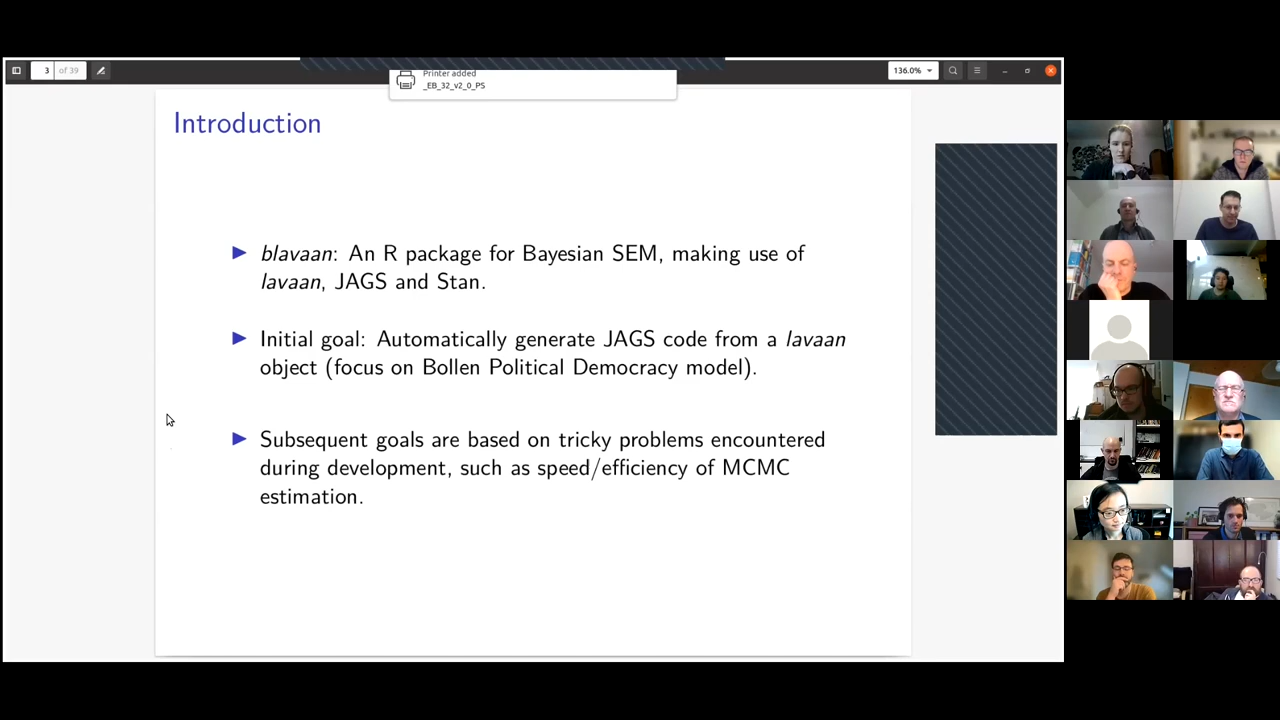 Printer added
3 of 39
136.0%
_EB_32_v2_0_PS
Introduction
▶ blavaan: An R package for Bayesian SEM, making use of
lavaan, JAGS and Stan.
▶ Initial goal: Automatically generate JAGS code from a lavaan
object (focus on Bollen Political Democracy model).
▶ Subsequent goals are based on tricky problems encountered
during development, such as speed/efficiency of MCMC
estimation.